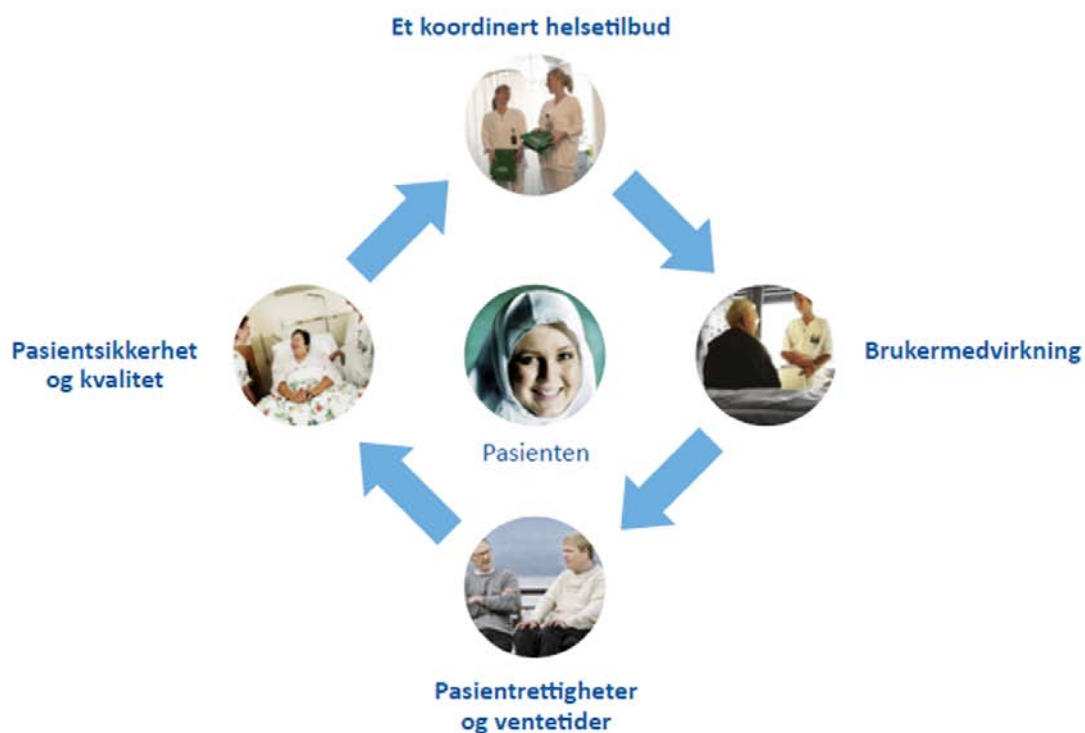 Et koordinert helsetilbud
Pasientsikkerhet
og kvalitet
Brukermedvirkning
Pasienten
Pasientrettigheter
og ventetider